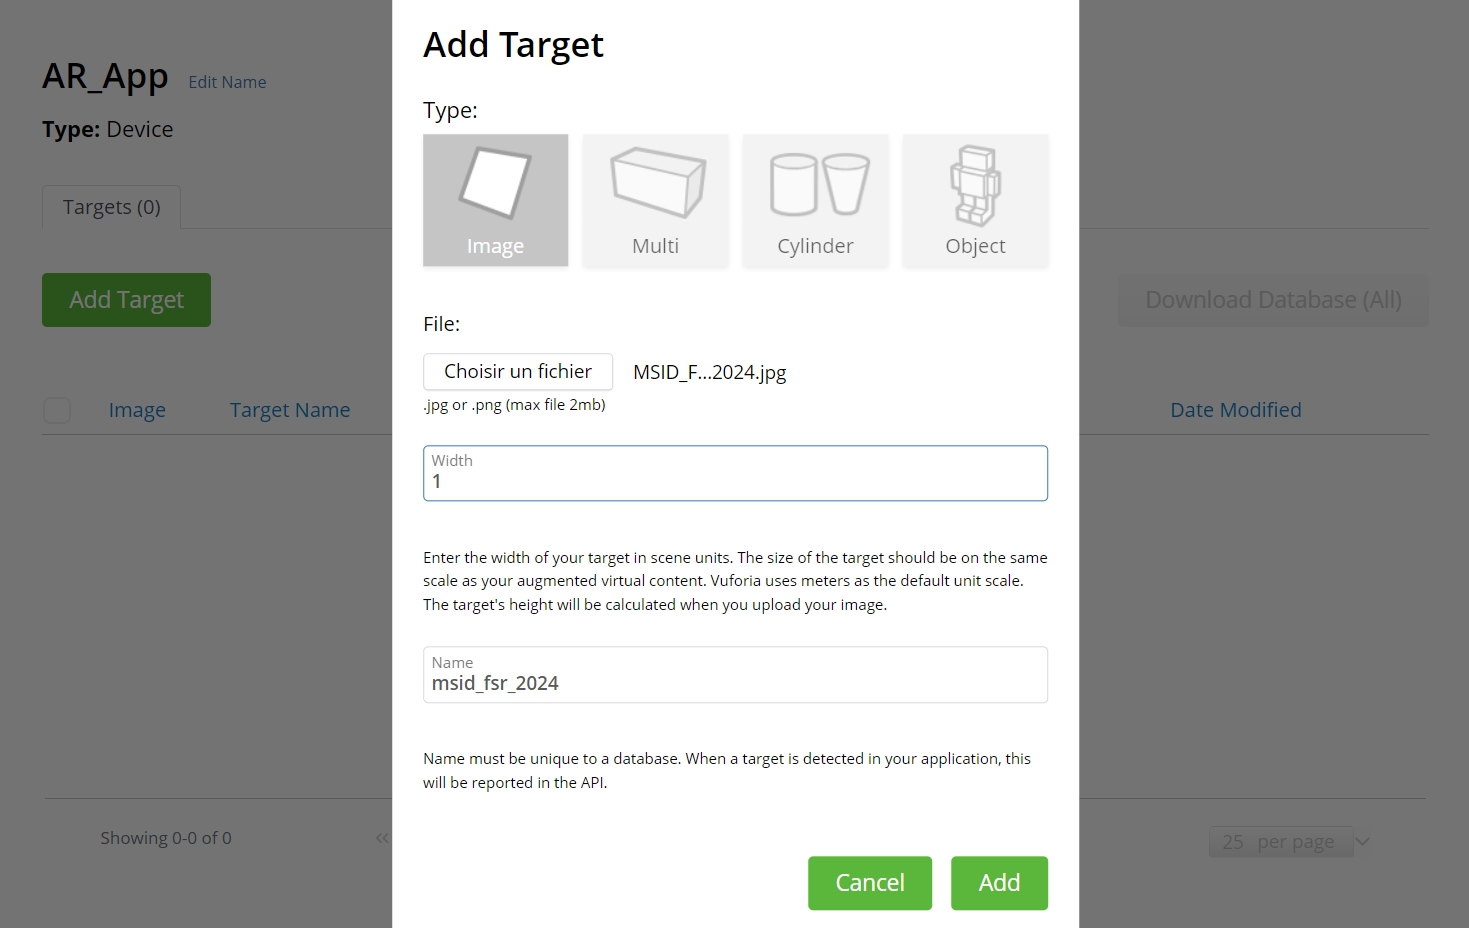 Add Target
AR_App Edit Name
Type: Device
Targets (0)
Add Target
Download Database (All)
Image Target Name Date Modified
Type:
Image Multi Cylinder Object
File:
Choisir un fichier MSID_F...2024.jpg
.jpg or .png (max file 2mb)
Width
1
Enter the width of your target in scene units. The size of the target should be on the same
scale as your augmented virtual content. Vuforia uses meters as the default unit scale.
The target's height will be calculated when you upload your image.
Name
msid_fsr_2024
Name must be unique to a database. When a target is detected in your application, this
will be reported in the API.
Showing 0-0 of 0 «
25 per page
Cancel Add